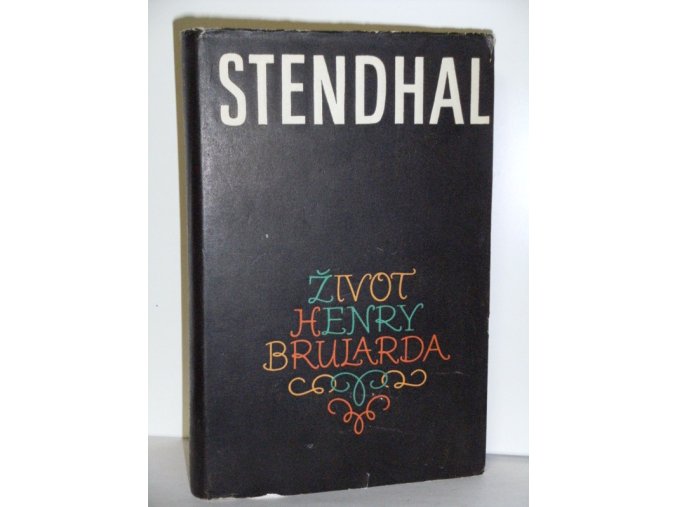 STENDHAL
ŽIVOT
HENRY
BRULARDA